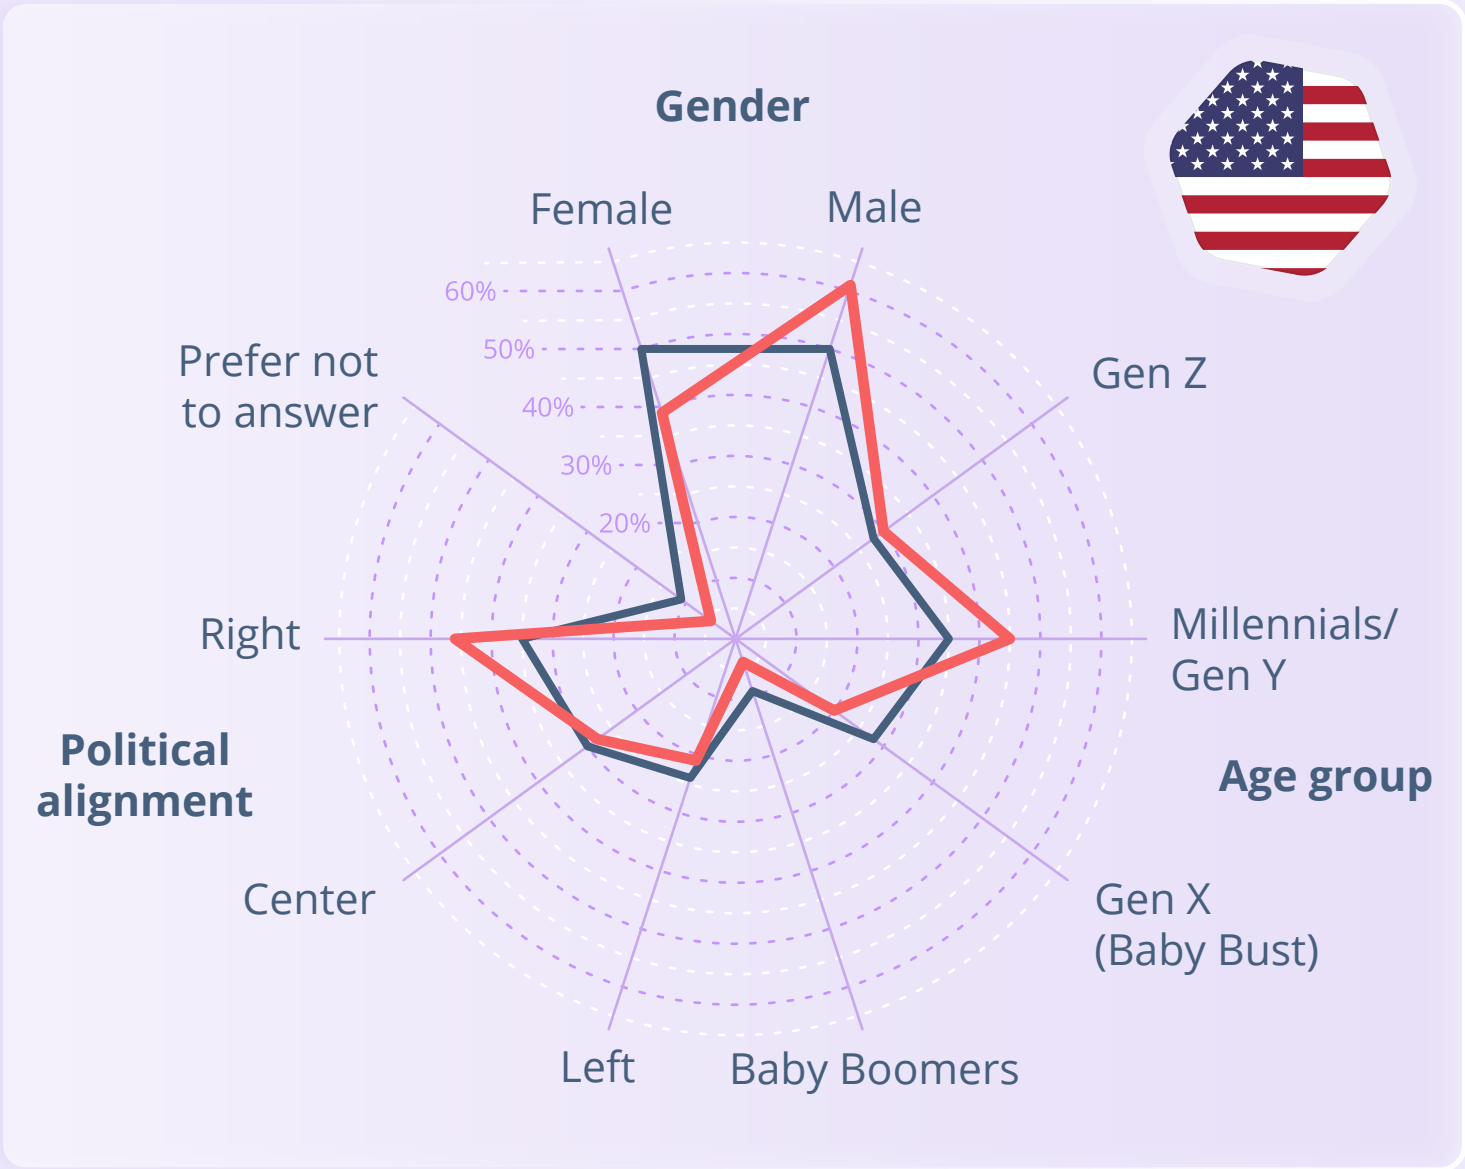 Gender
Female
Male
60%
50%
40%
30%
20%
Prefer not
to answer
Gen Z
Right
Millennials/
Gen Y
Political
alignment
Age group
Center
Gen X
(Baby Bust)
Left
Baby Boomers